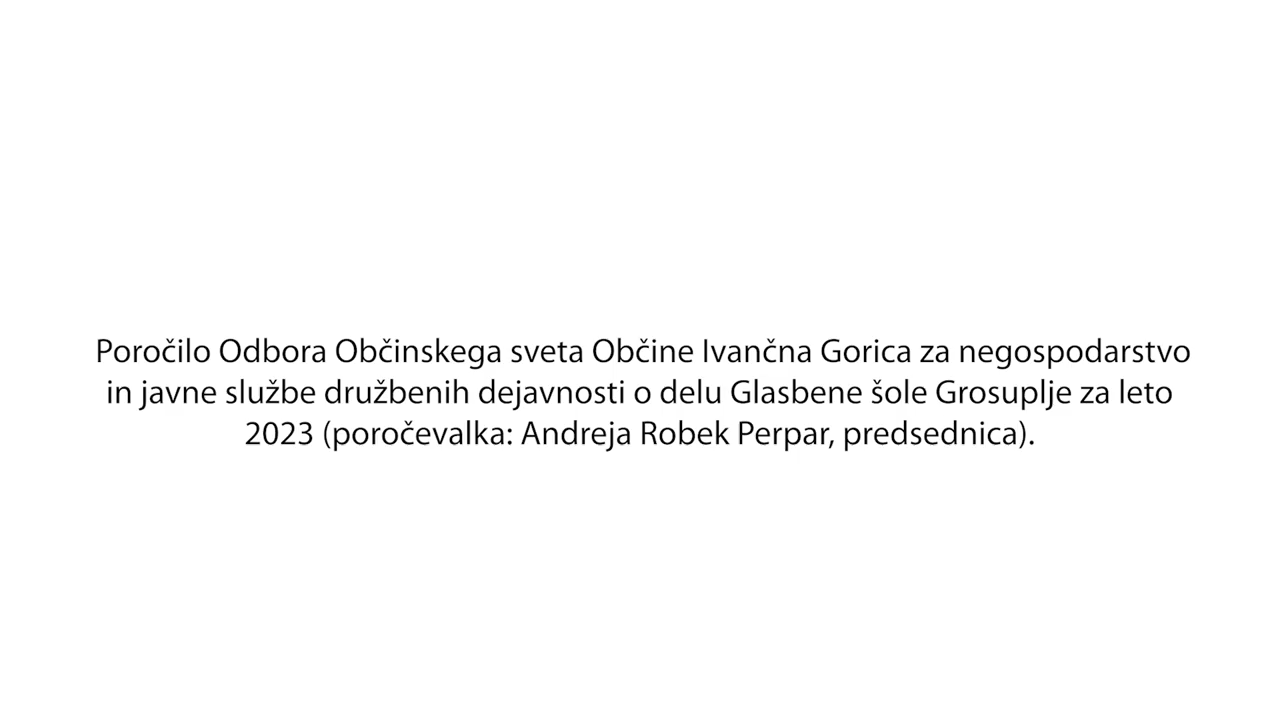 Poročilo Odbora Občinskega sveta Občine Ivančna Gorica za negospodarstvo
in javne službe družbenih dejavnosti o delu Glasbene šole Grosuplje za leto
2023 (poročevalka: Andreja Robek Perpar, predsednica).